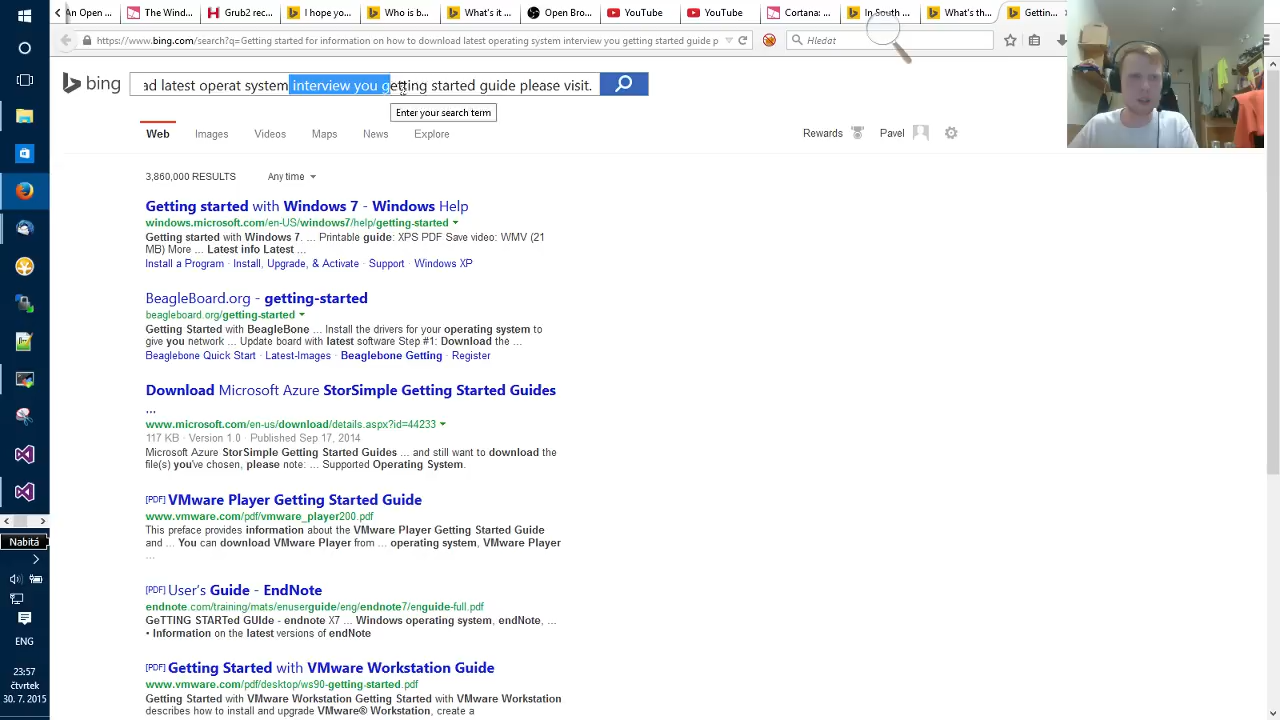 An Open
The Wind
Grub2 rec
I hope yo
Who is b
What's it
Open Bro
YouTube
YouTube
Cortana:
In South
What's th
Getting
https://www.bing.com/search?q=Getting started for information on how to download latest operating system interview you getting started guide p
Hledat
bing
ad latest operat system interview you getting started guide please visit.
Enter your search term
Web Images Videos Maps News Explore
Rewards Pavel
3,860,000 RESULTS Any time
Getting started with Windows 7 - Windows Help
windows.microsoft.com/en-US/windows7/help/getting-started
Getting started with Windows 7. ... Printable guide: XPS PDF Save video: WMV (21
MB) More ... Latest info Latest ...
Install a Program · Install, Upgrade, & Activate · Support · Windows XP
BeagleBoard.org - getting-started
beagleboard.org/getting-started
Getting Started with BeagleBone ... Install the drivers for your operating system to
give you network ... Update board with latest software Step #1: Download the ...
Beaglebone Quick Start · Latest-Images · Beaglebone Getting · Register
Download Microsoft Azure StorSimple Getting Started Guides
...
www.microsoft.com/en-us/download/details.aspx?id=44233
117 KB · Version 1.0 · Published Sep 17, 2014
Microsoft Azure StorSimple Getting Started Guides ... and still want to download the
file(s) you've chosen, please note: ... Supported Operating System.
[PDF] VMware Player Getting Started Guide
www.vmware.com/pdf/vmware_player200.pdf
This preface provides information about the VMware Player Getting Started Guide
and ... You can download VMware Player from ... operating system, VMware Player
...
[PDF] User's Guide - EndNote
endnote.com/training/mats/enuserguide/eng/endnote7/enguide-full.pdf
GeTTING STARTed GUIde - endnote X7 ... Windows operating system, endNote, ...
• Information on the latest versions of endNote
[PDF] Getting Started with VMware Workstation Guide
www.vmware.com/pdf/desktop/ws90-getting-started.pdf
Getting Started with VMware Workstation Getting Started with VMware Workstation
describes how to install and upgrade VMware® Workstation, create a
Nabitá
ENG
23:57
čtvrtek
30. 7. 2015